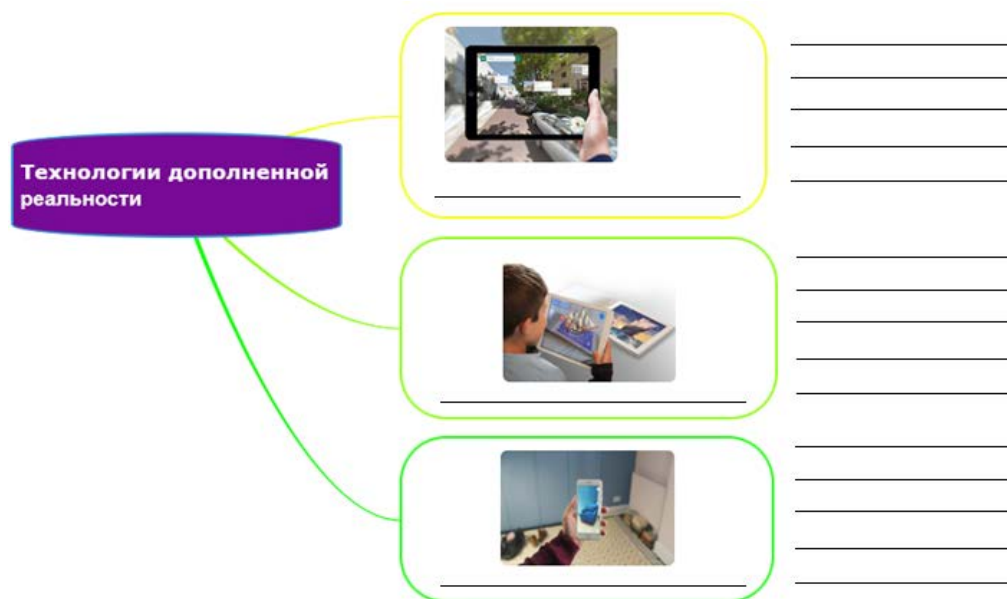 Технологии дополненной
реальности